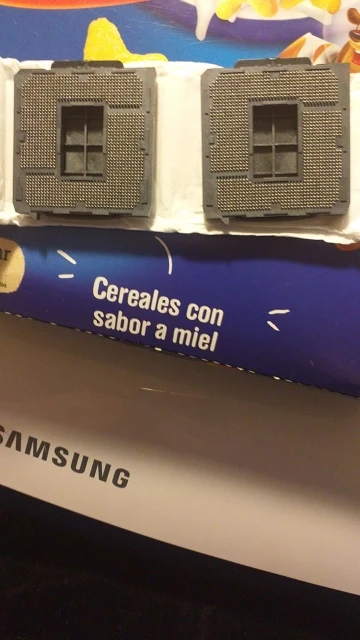 Cereales con
sabor a miel
SAMSUNG